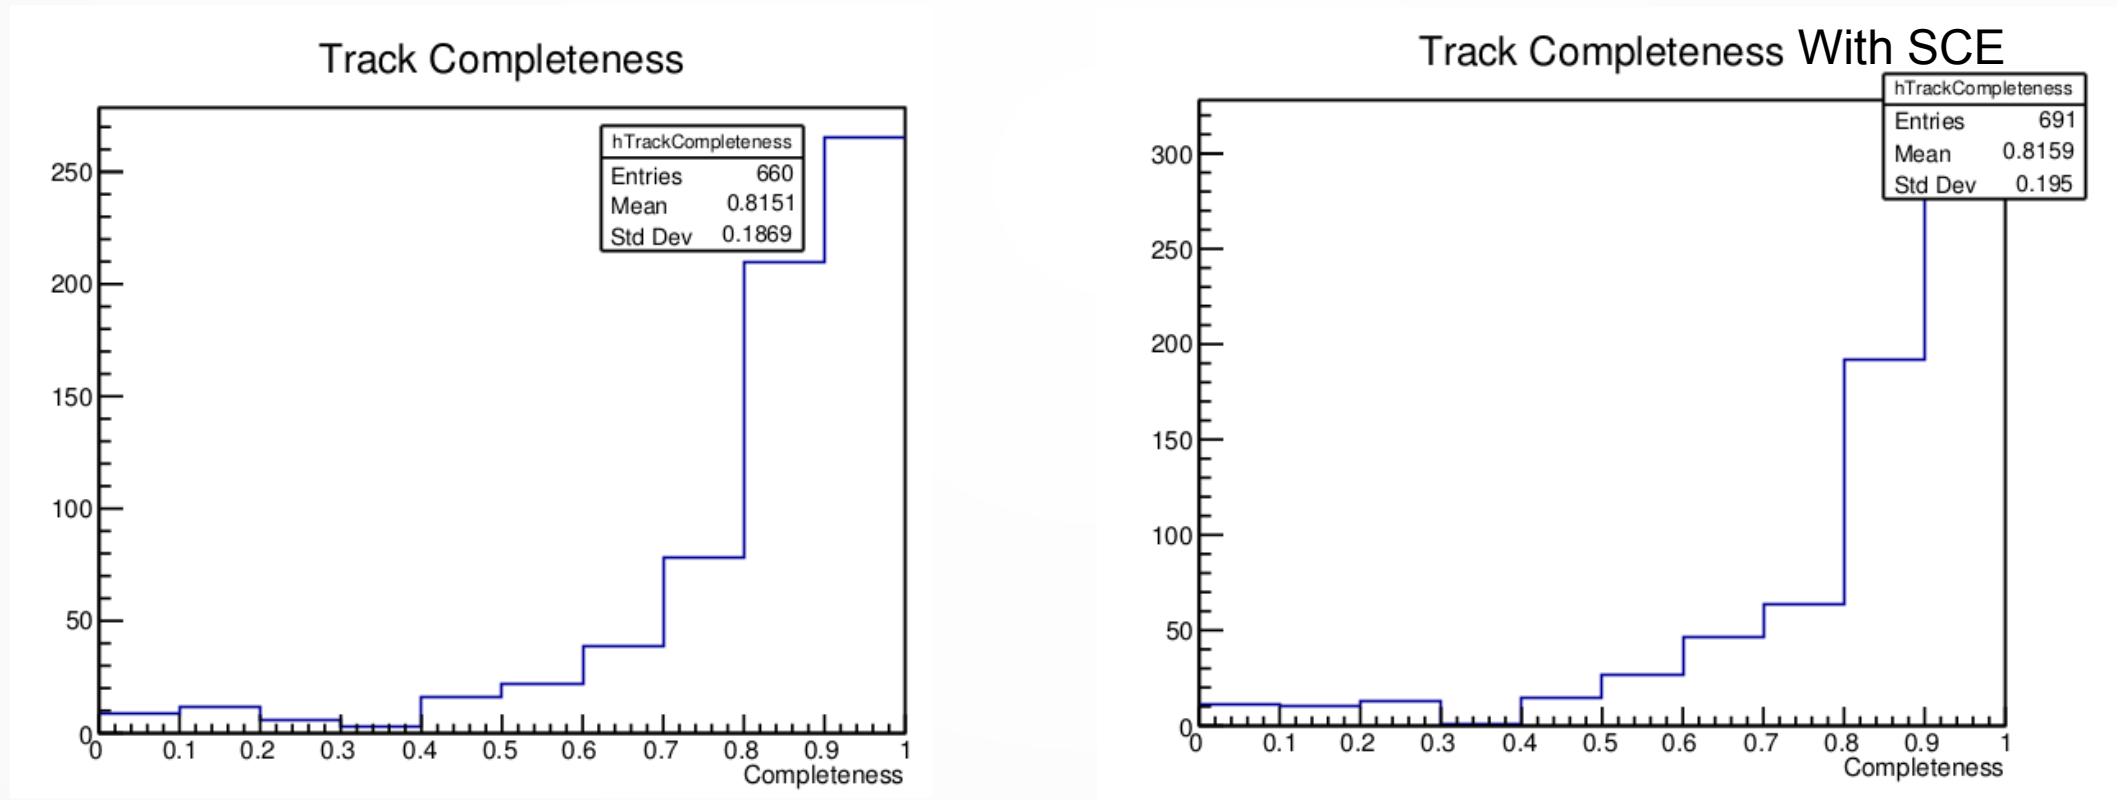 Track Completeness
hTrackCompleteness
Entries 660
Mean 0.8151
Std Dev 0.1869
250
200
150
100
50
0
0 0.1 0.2 0.3 0.4 0.5 0.6 0.7 0.8 0.9 1
Completeness
Track Completeness With SCE
hTrackCompleteness
Entries 691
Mean 0.8159
Std Dev 0.195
300
250
200
150
100
50
0
0 0.1 0.2 0.3 0.4 0.5 0.6 0.7 0.8 0.9 1
Completeness